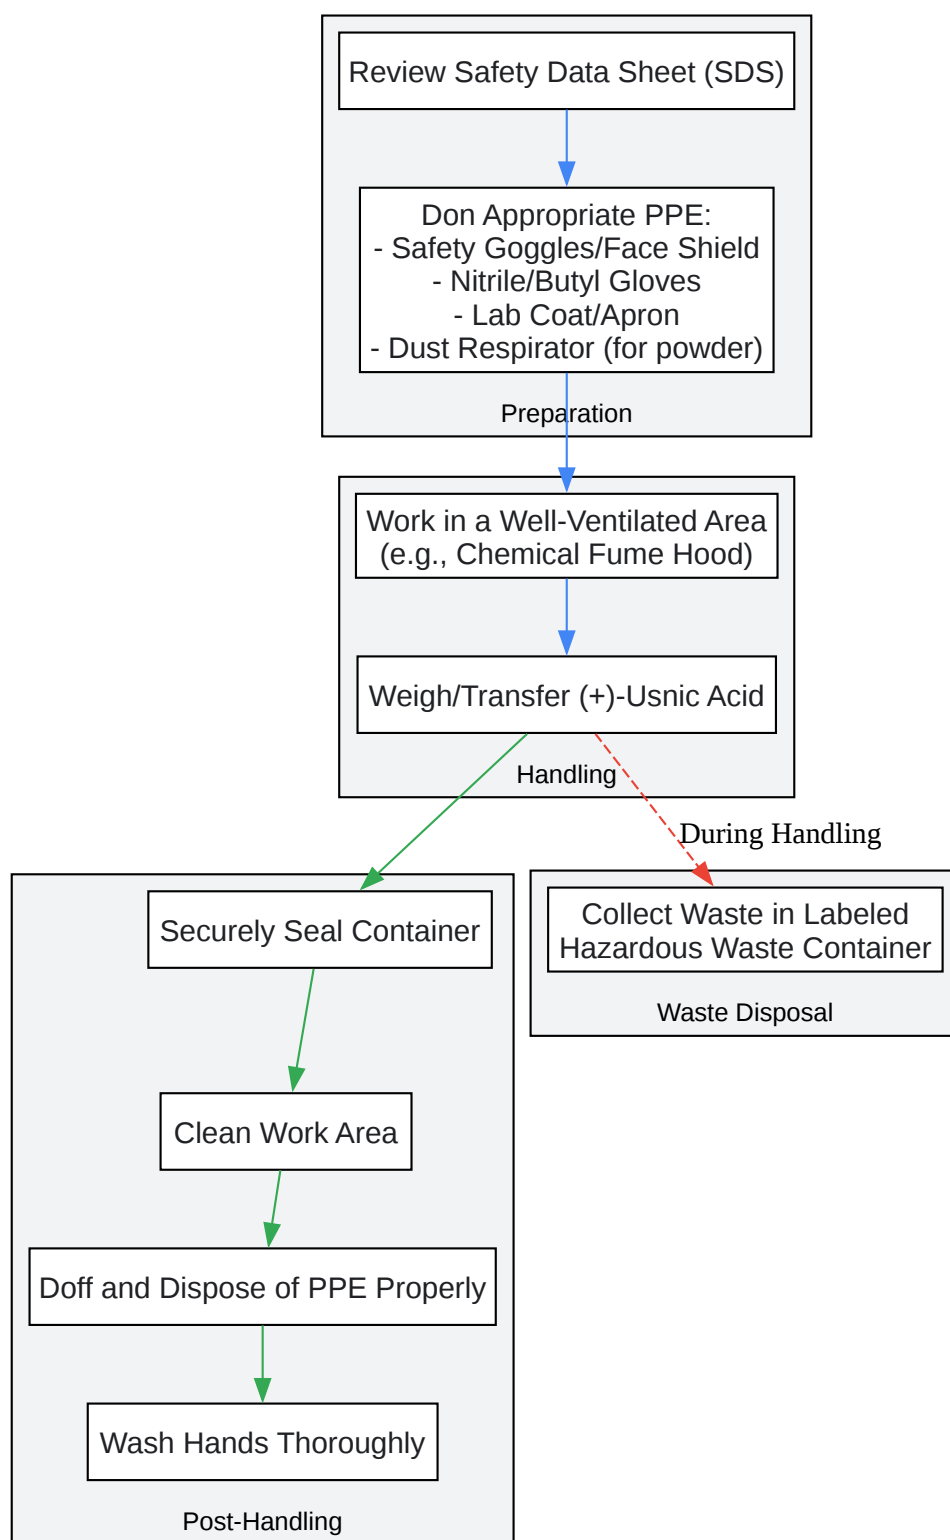 Review Safety Data Sheet (SDS)
Don Appropriate PPE:
- Safety Goggles/Face Shield
- Nitrile/Butyl Gloves
- Lab Coat/Apron
- Dust Respirator (for powder)
Preparation
Work in a Well-Ventilated Area
(e.g., Chemical Fume Hood)
Weigh/Transfer (+)-Usnic Acid
Handling
During Handling
Securely Seal Container
Collect Waste in Labeled
Hazardous Waste Container
Waste Disposal
Clean Work Area
Doff and Dispose of PPE Properly
Wash Hands Thoroughly
Post-Handling